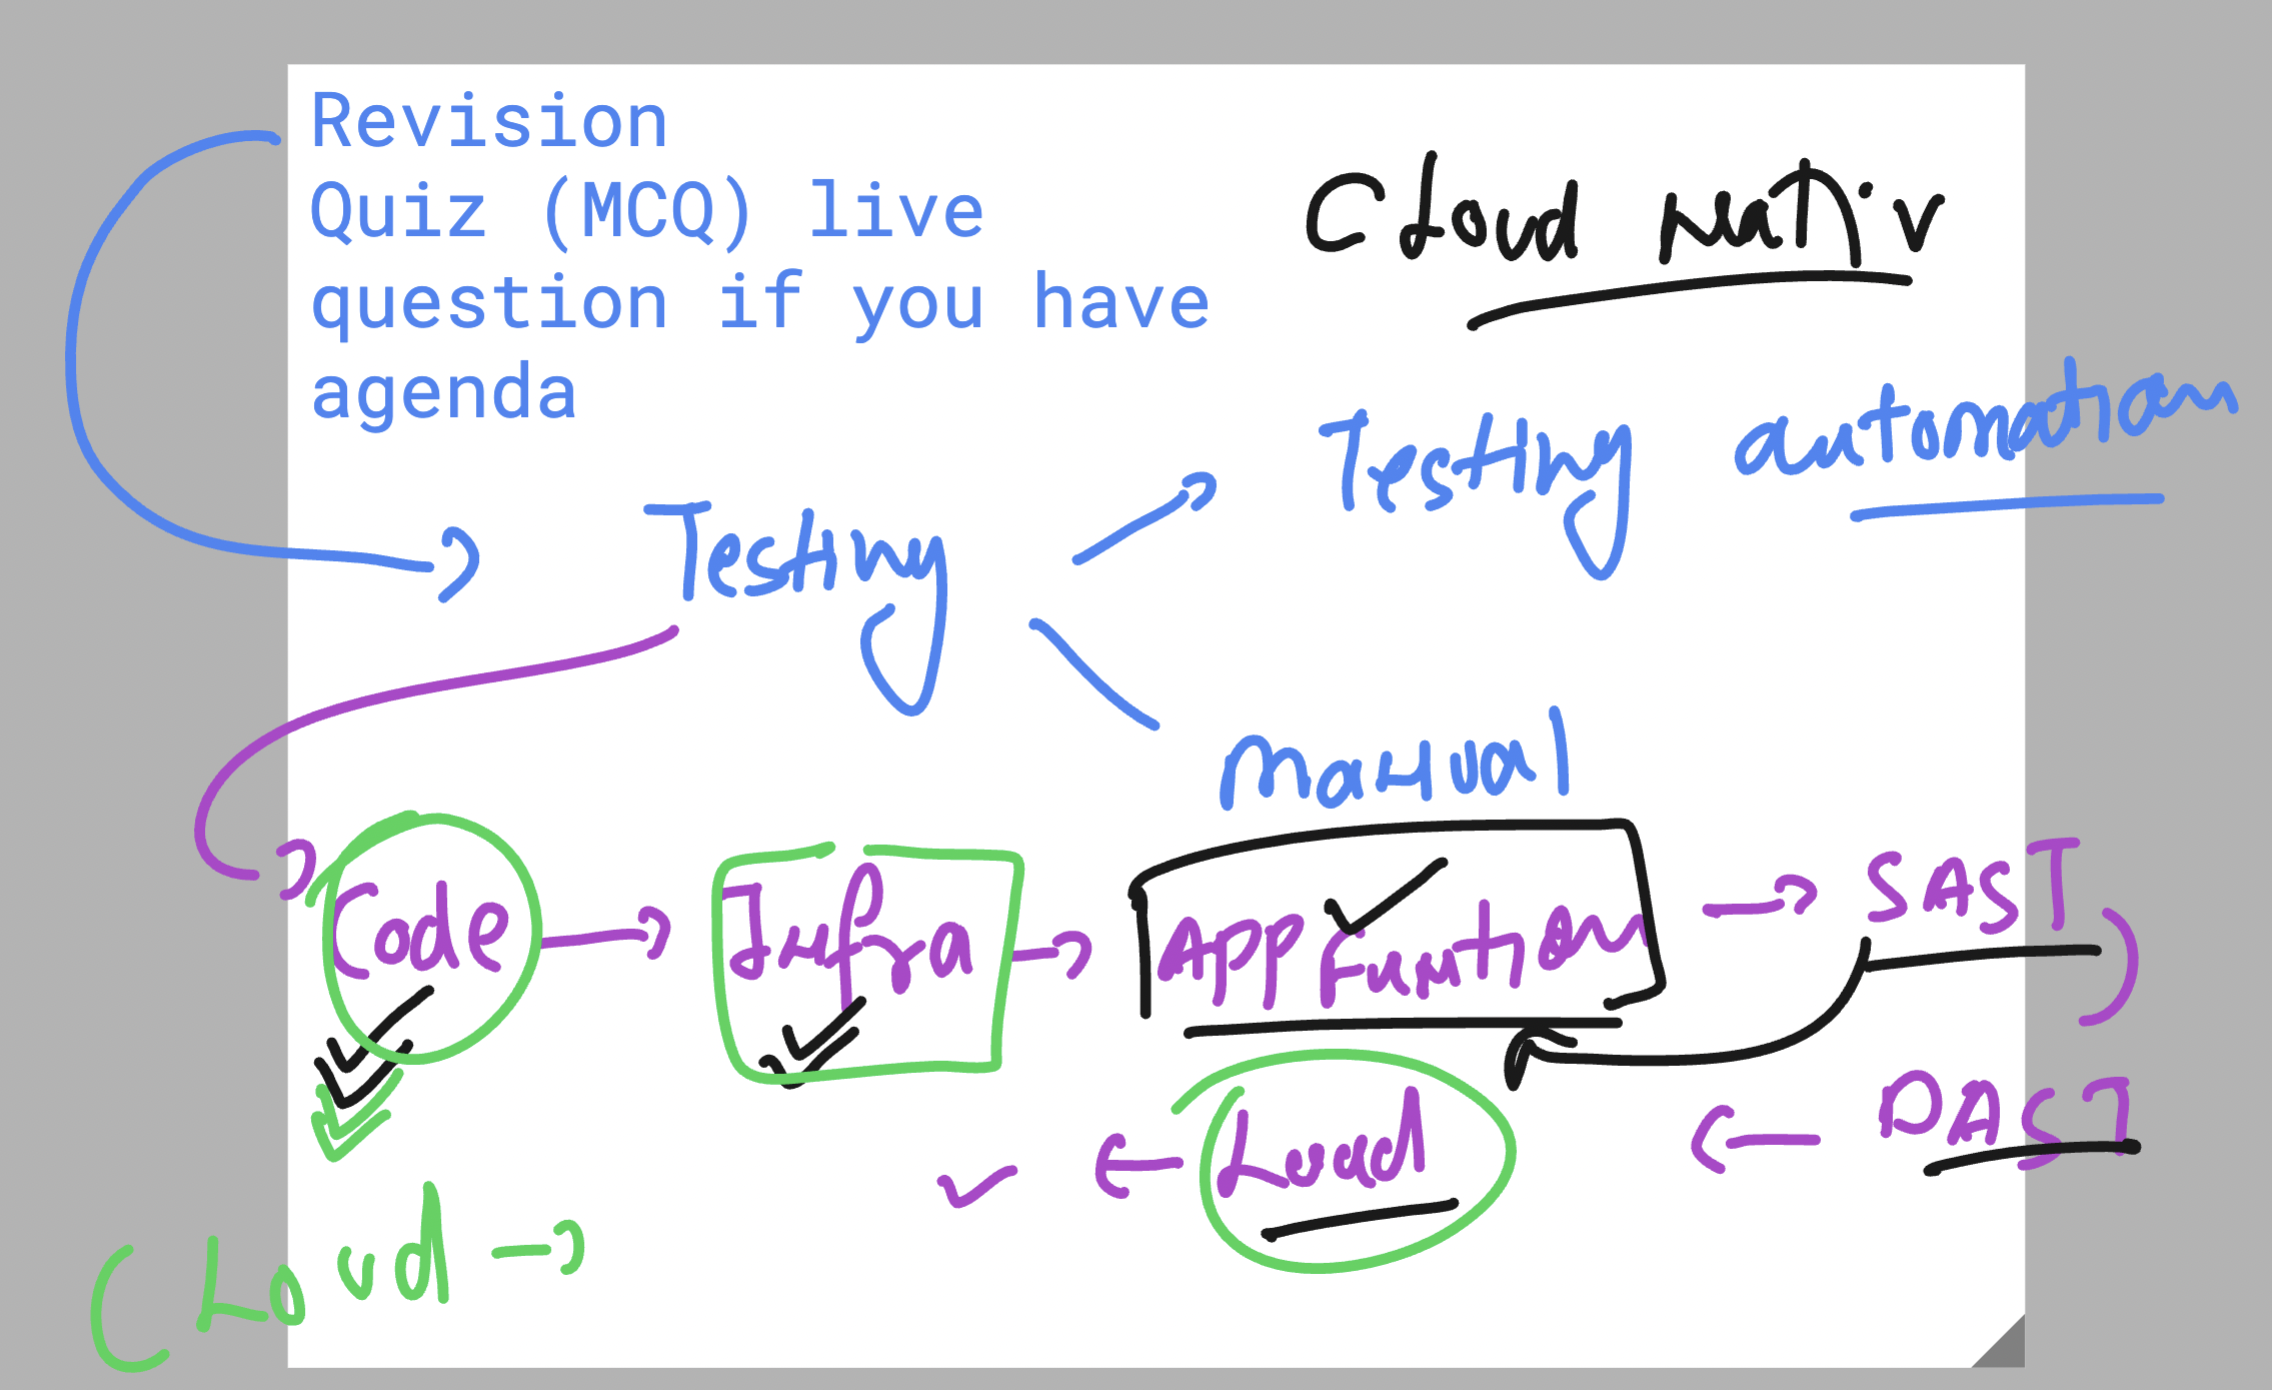 Revision
Quiz (MCQ) live
question if you have
agenda
Cloud Nativ
Testing automation
Testing
Manual
Code Infra App Function SAST
DAST
Load
Cloud